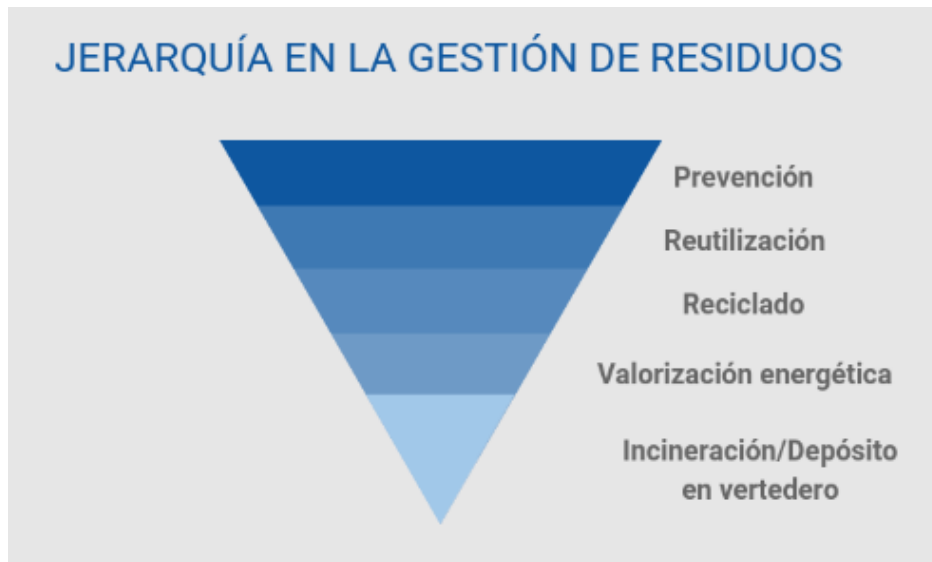 JERARQUÍA EN LA GESTIÓN DE RESIDUOS
Prevención
Reutilización
Reciclado
Valorización energética
Incineración/Depósito
en vertedero